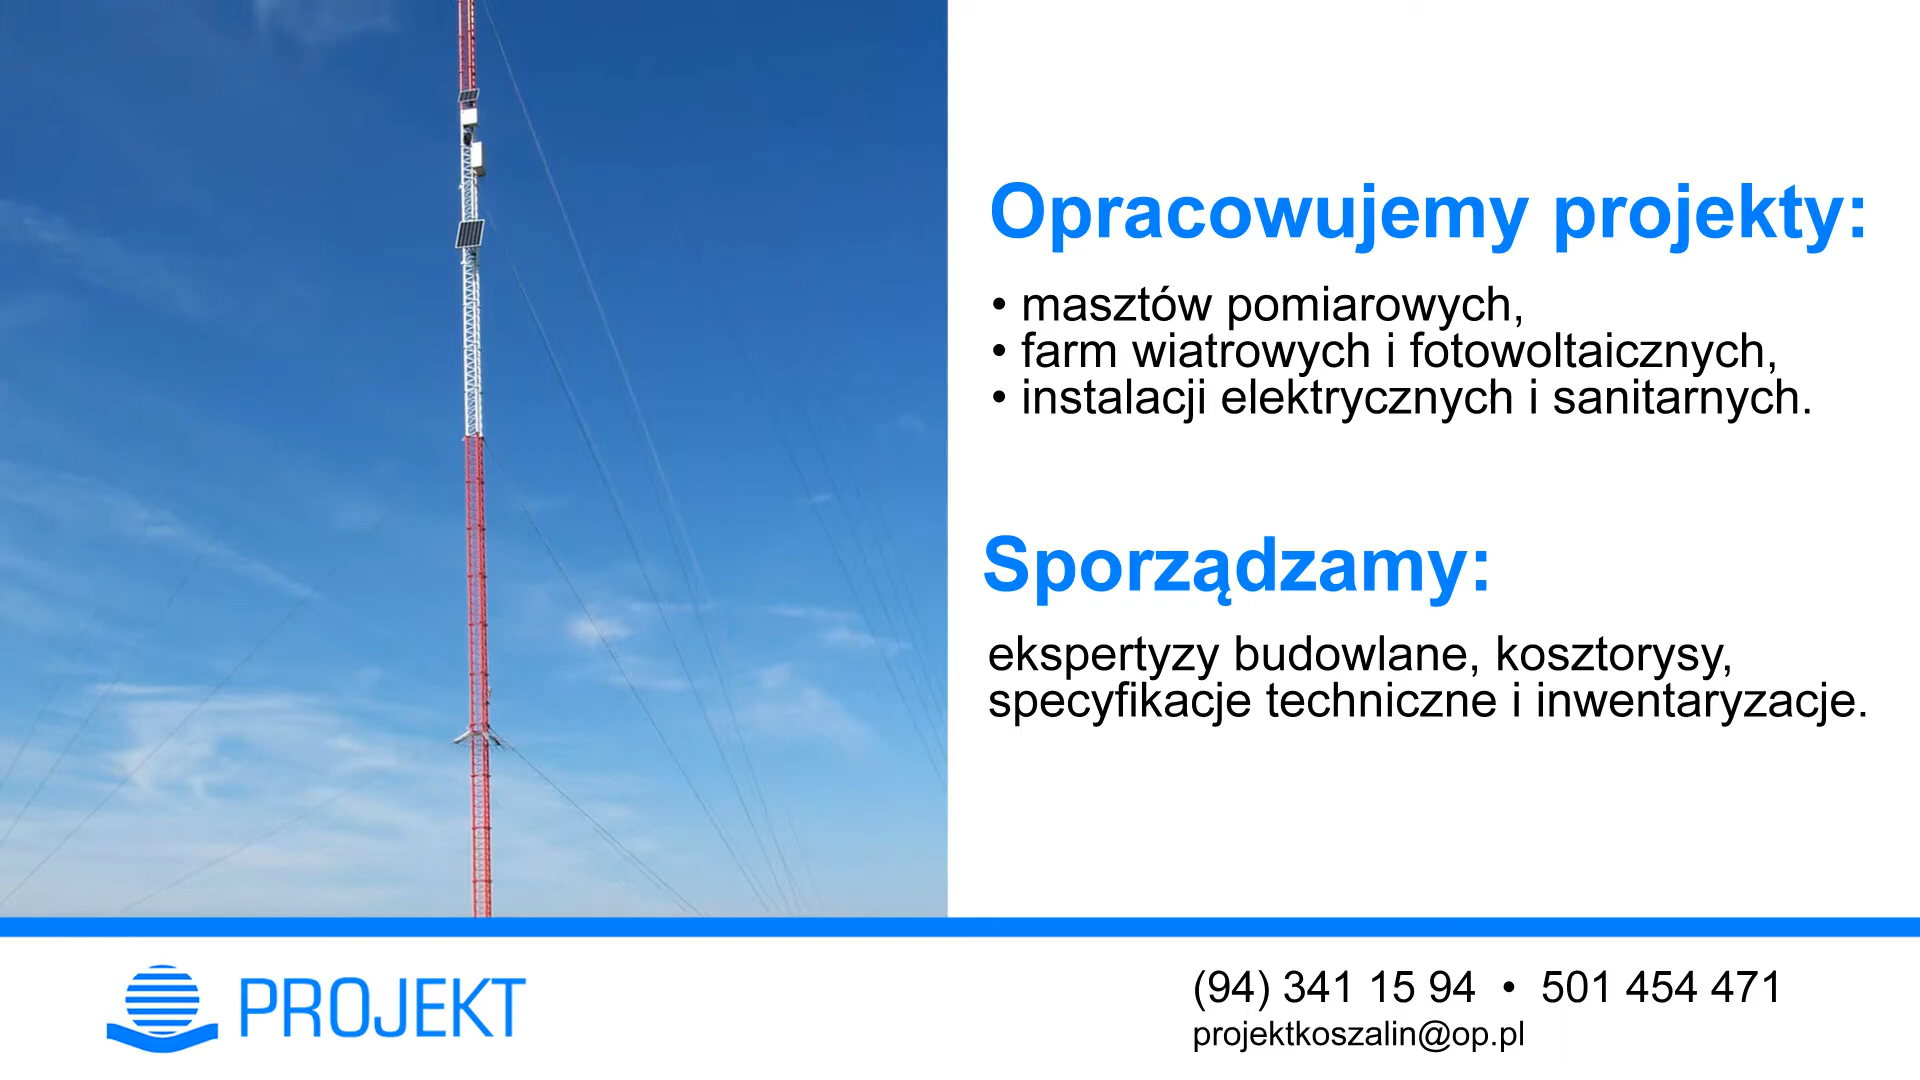 Opracowujemy projekty:
• masztów pomiarowych,
• farm wiatrowych i fotowoltaicznych,
• instalacji elektrycznych i sanitarnych.
Sporządzamy:
ekspertyzy budowlane, kosztorysy,
specyfikacje techniczne i inwentaryzacje.
PROJEKT
(94) 341 15 94 • 501 454 471
projektkoszalin@op.pl